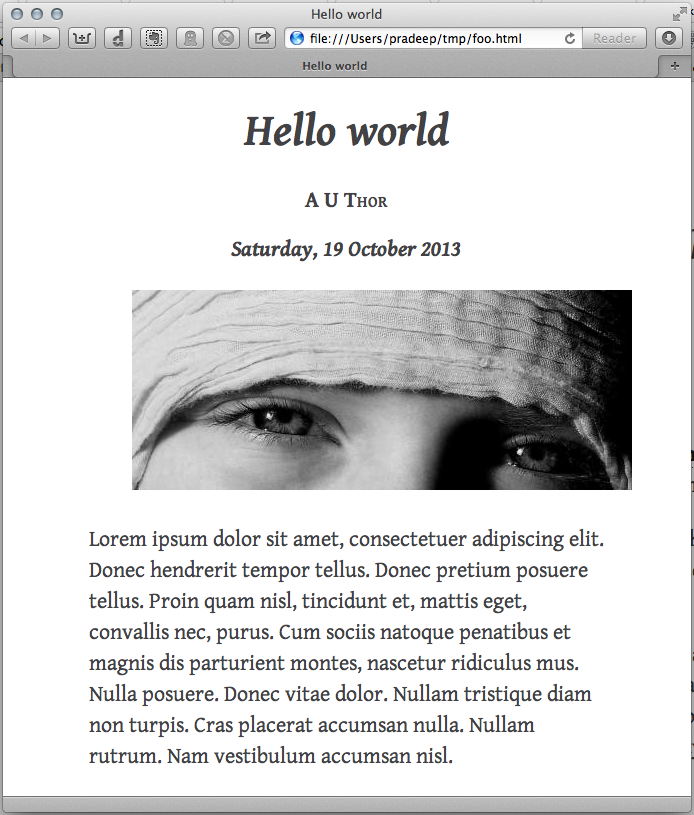 Hello world
file:///Users/pradeep/tmp/foo.html
Reader
Hello world
Hello world
A U Thor
Saturday, 19 October 2013
Lorem ipsum dolor sit amet, consectetuer adipiscing elit.
Donec hendrerit tempor tellus. Donec pretium posuere
tellus. Proin quam nisl, tincidunt et, mattis eget,
convallis nec, purus. Cum sociis natoque penatibus et
magnis dis parturient montes, nascetur ridiculus mus.
Nulla posuere. Donec vitae dolor. Nullam tristique diam
non turpis. Cras placerat accumsan nulla. Nullam
rutrum. Nam vestibulum accumsan nisl.